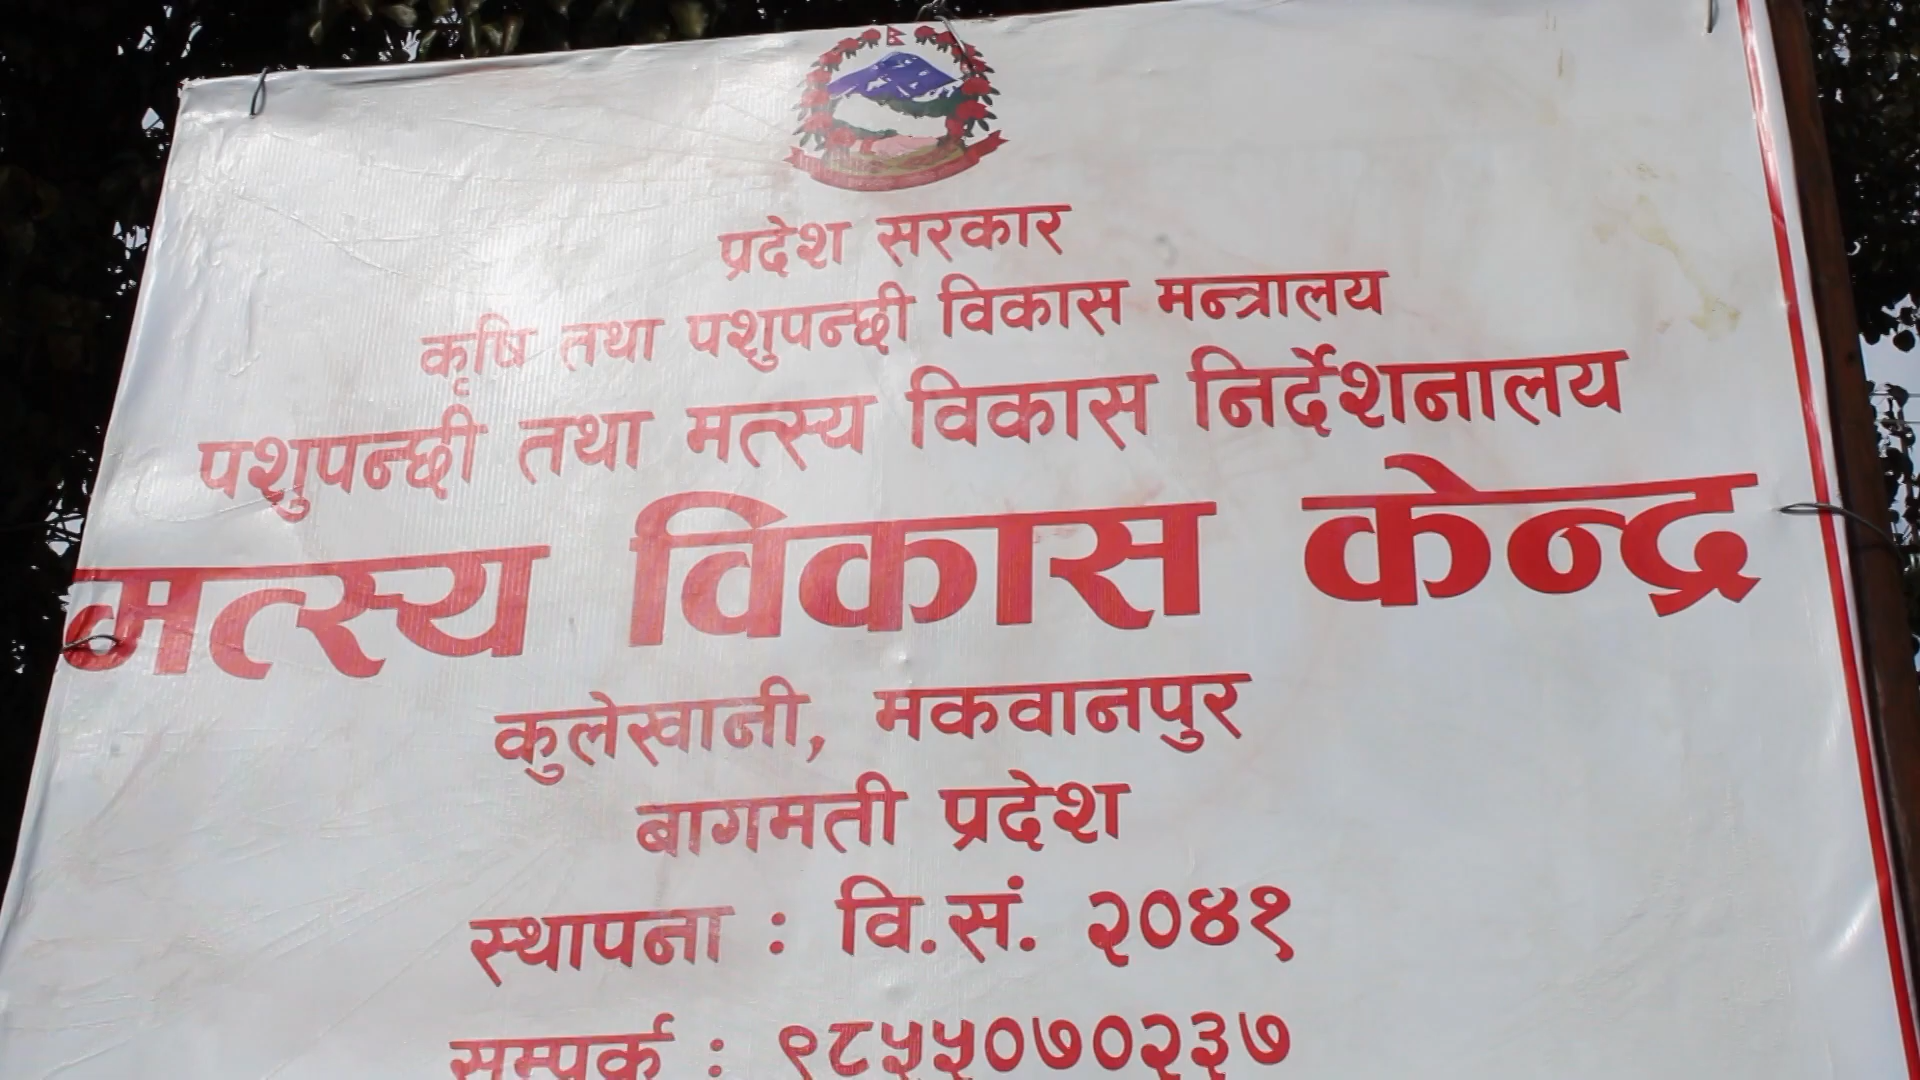 प्रदेश सरकार
कृषि तथा पशुपन्छी विकास मन्त्रालय
पशुपन्छी तथा मत्स्य विकास निर्देशनालय
मत्स्य विकास केन्द्र
कुलेखानी, मकवानपुर
बागमती प्रदेश
स्थापना : वि.सं. २०४१
सम्पर्क : ९८५५०७०२३७